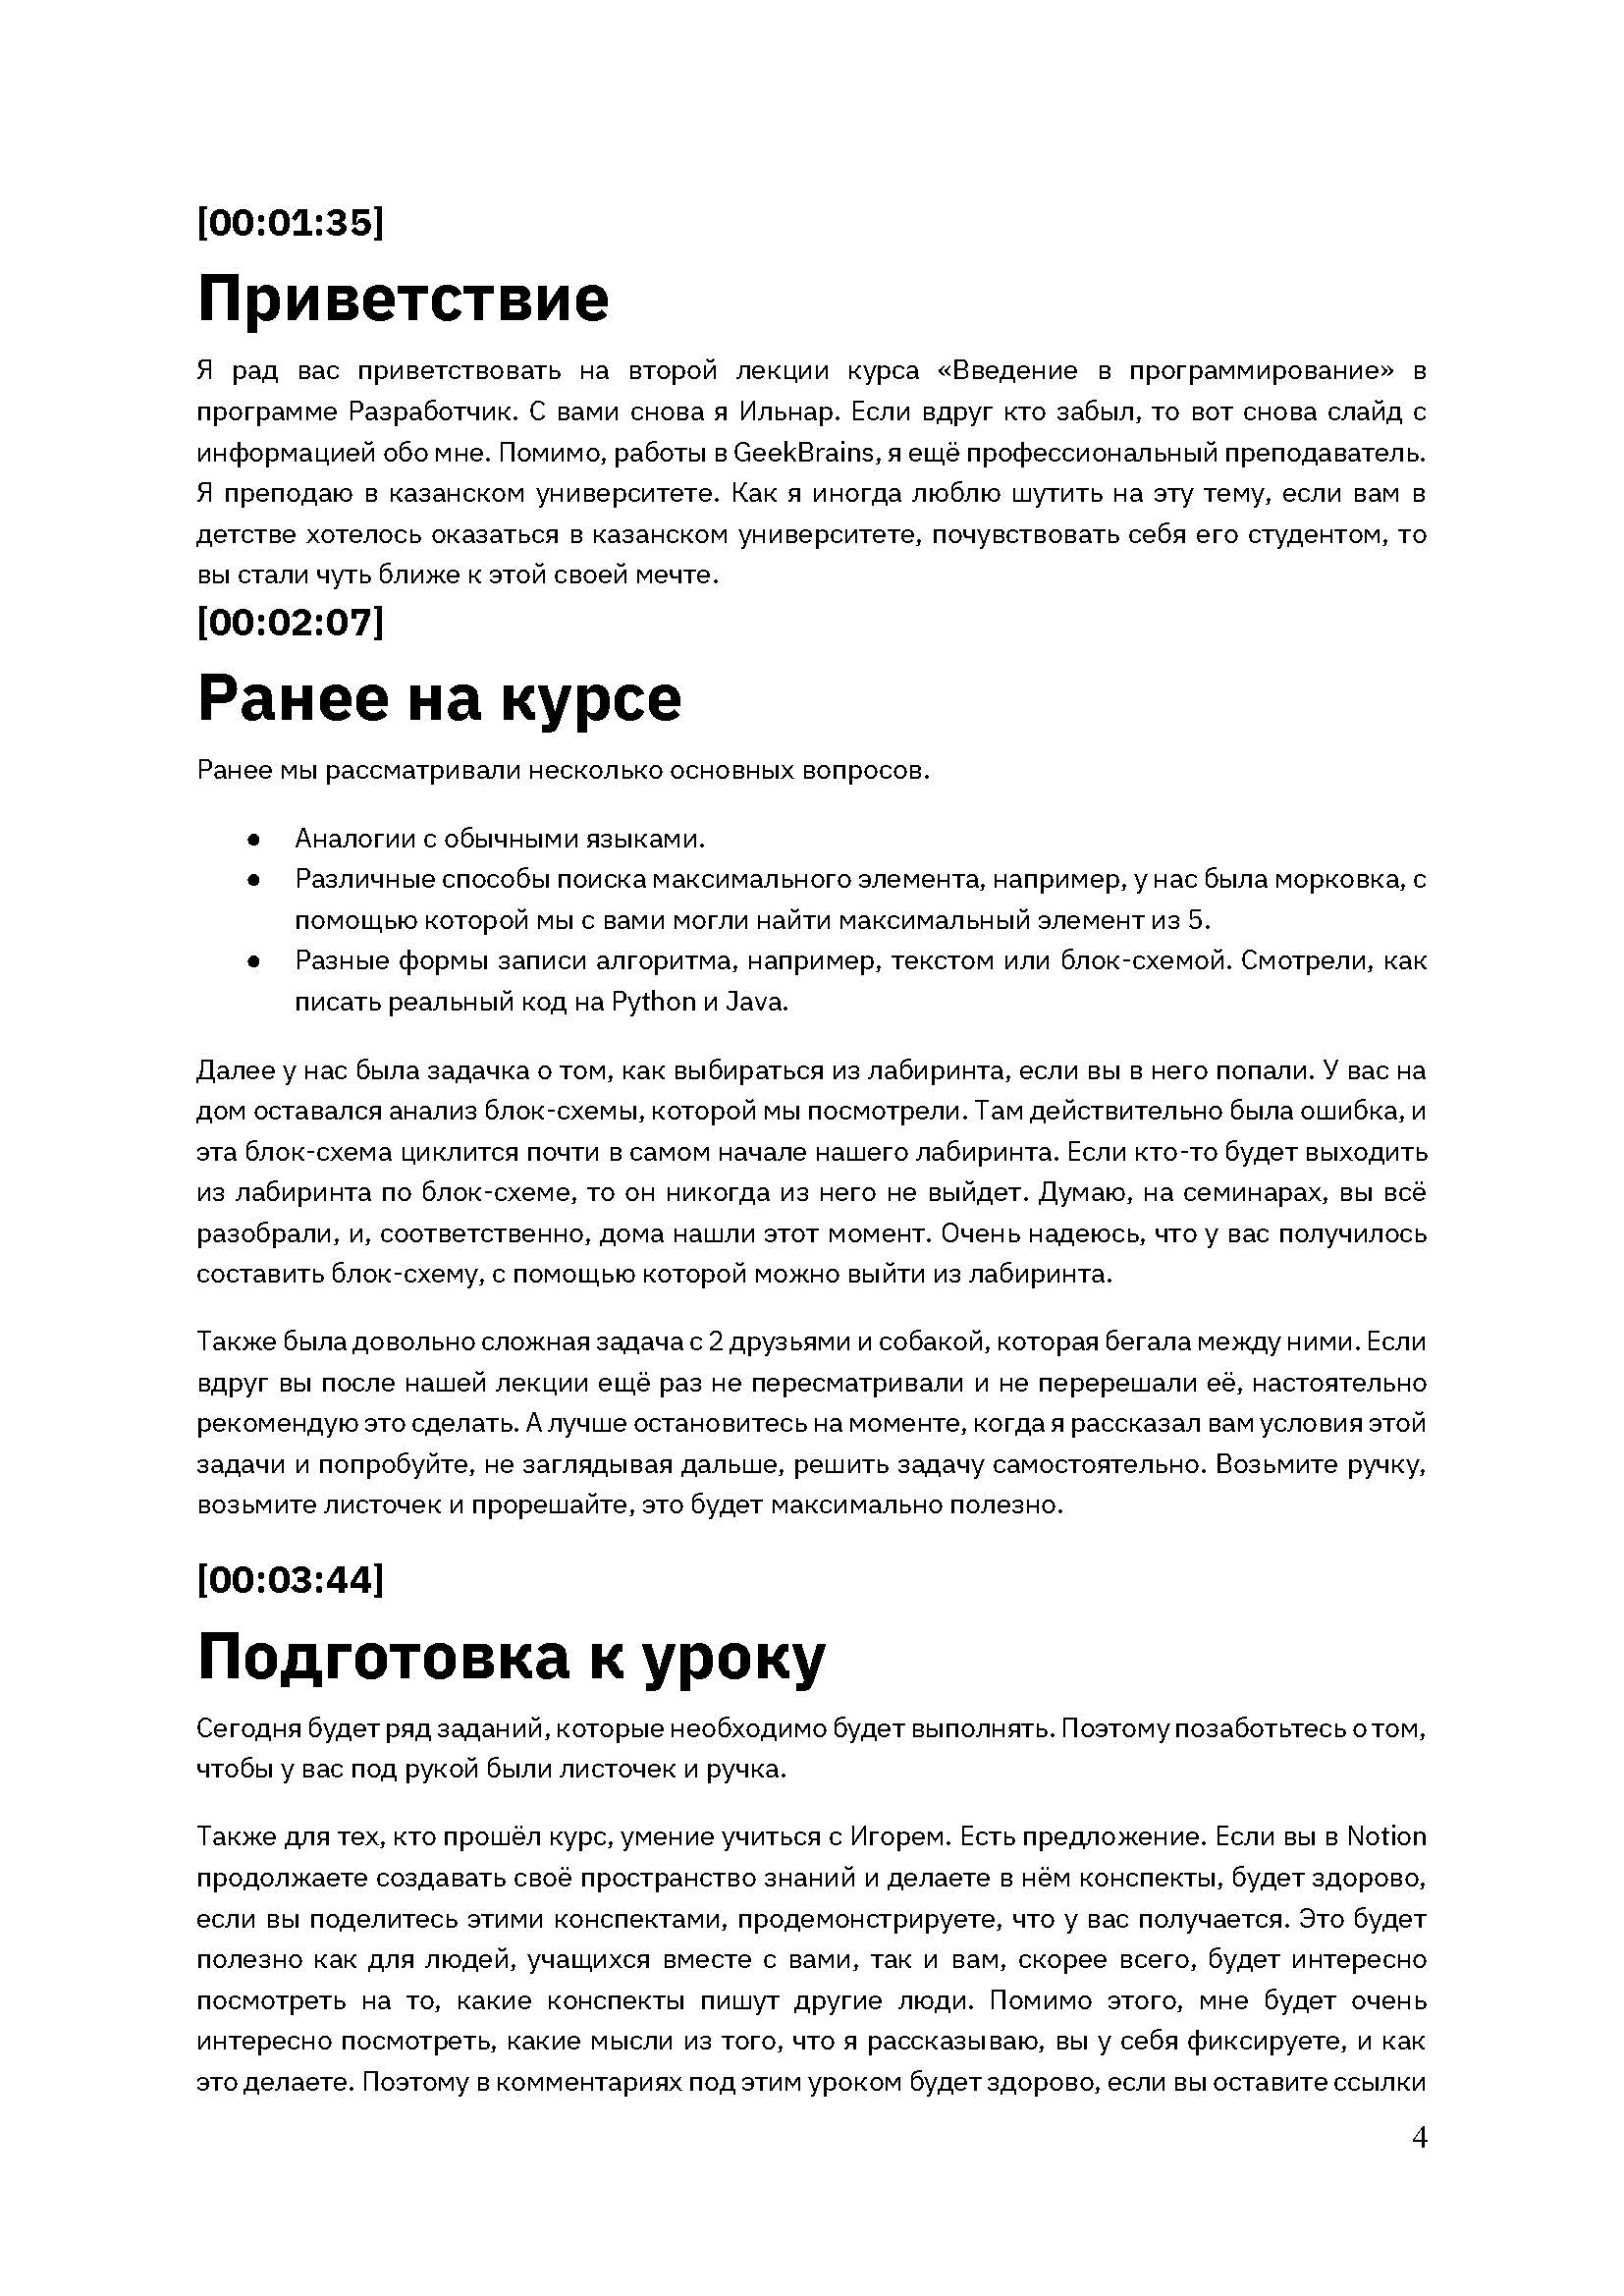 [00:01:35]
Приветствие
Я рад вас приветствовать на второй лекции курса «Введение в программирование» в
программе Разработчик. С вами снова я Ильнар. Если вдруг кто забыл, то вот снова слайд с
информацией обо мне. Помимо, работы в GeekBrains, я ещё профессиональный преподаватель.
Я преподаю в казанском университете. Как я иногда люблю шутить на эту тему, если вам в
детстве хотелось оказаться в казанском университете, почувствовать себя его студентом, то
вы стали чуть ближе к этой своей мечте.
[00:02:07]
Ранее на курсе
Ранее мы рассматривали несколько основных вопросов.
● Аналогии с обычными языками.
● Различные способы поиска максимального элемента, например, у нас была морковка, с
помощью которой мы с вами могли найти максимальный элемент из 5.
● Разные формы записи алгоритма, например, текстом или блок-схемой. Смотрели, как
писать реальный код на Python и Java.
Далее у нас была задачка о том, как выбираться из лабиринта, если вы в него попали. У вас на
дом оставался анализ блок-схемы, которой мы посмотрели. Там действительно была ошибка, и
эта блок-схема циклится почти в самом начале нашего лабиринта. Если кто-то будет выходить
из лабиринта по блок-схеме, то он никогда из него не выйдет. Думаю, на семинарах, вы всё
разобрали, и, соответственно, дома нашли этот момент. Очень надеюсь, что у вас получилось
составить блок-схему, с помощью которой можно выйти из лабиринта.
Также была довольно сложная задача с 2 друзьями и собакой, которая бегала между ними. Если
вдруг вы после нашей лекции ещё раз не пересматривали и не перерешали её, настоятельно
рекомендую это сделать. А лучше остановитесь на моменте, когда я рассказал вам условия этой
задачи и попробуйте, не заглядывая дальше, решить задачу самостоятельно. Возьмите ручку,
возьмите листочек и прорешайте, это будет максимально полезно.
[00:03:44]
Подготовка к уроку
Сегодня будет ряд заданий, которые необходимо будет выполнять. Поэтому позаботьтесь о том,
чтобы у вас под рукой были листочек и ручка.
Также для тех, кто прошёл курс, умение учиться с Игорем. Есть предложение. Если вы в Notion
продолжаете создавать своё пространство знаний и делаете в нём конспекты, будет здорово,
если вы поделитесь этими конспектами, продемонстрируете, что у вас получается. Это будет
полезно как для людей, учащихся вместе с вами, так и вам, скорее всего, будет интересно
посмотреть на то, какие конспекты пишут другие люди. Помимо этого, мне будет очень
интересно посмотреть, какие мысли из того, что я рассказываю, вы у себя фиксируете, и как
это делаете. Поэтому в комментариях под этим уроком будет здорово, если вы оставите ссылки
4